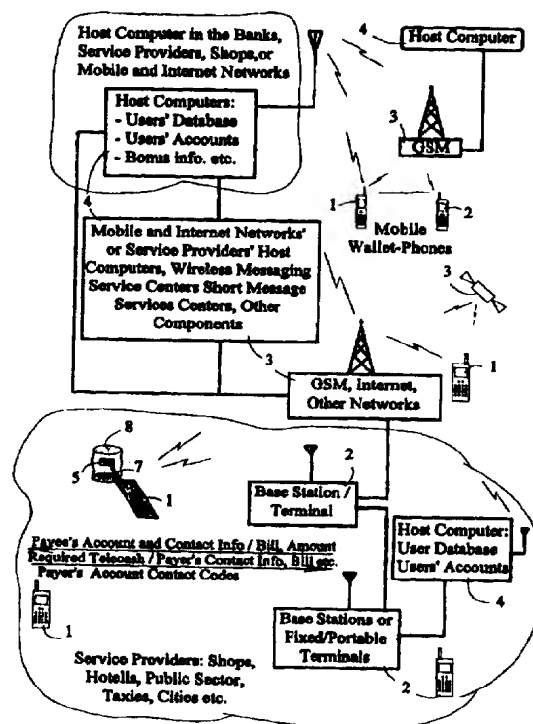 Host Computer in the Banks,
Service Providers, Shops,or
Mobile and Internet Networks
Host Computers:
- Users' Database
- Users' Accounts
- Bonus info. etc.
4
4
Host Computer
3
GSM
1
2
Mobile
Wallet-Phones
Mobile and Internet Networks'
or Service Providers' Host
Computers, Wireless Messaging
Service Centers Short Message
Services Centers, Other
Components
3
3
1
GSM, Internet,
Other Networks
8
5
7
1
2
Base Station /
Terminal
Payee's Account and Contact Info / Bill, Amount
Required Telecash / Payer's Contact Info, Bill etc.
Payer's Account Contact Codes
Host Computer:
User Database
Users' Accounts
4
1
Base Stations or
Fixed/Portable
Terminals
2
Service Providers: Shops,
Hotells, Public Sector,
Taxies, Cities etc.